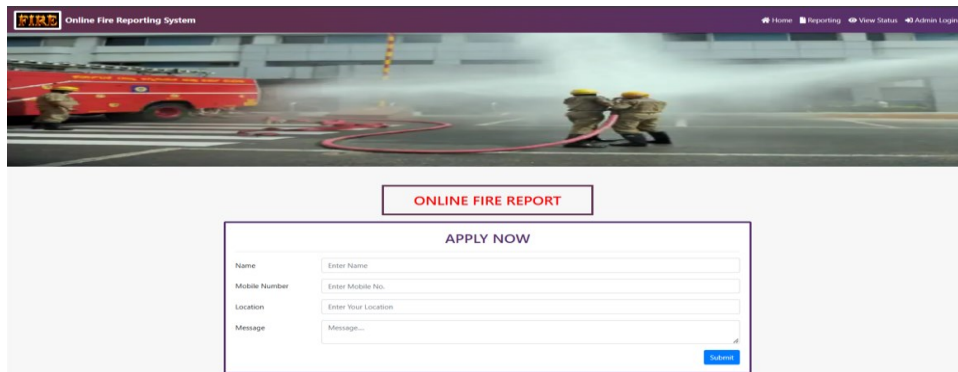 FIRE Online Fire Reporting System
Home Reporting View Status Admin Login
ONLINE FIRE REPORT
APPLY NOW
Name Enter Name
Mobile Number Enter Mobile No.
Location Enter Your Location
Message Message...
Submit